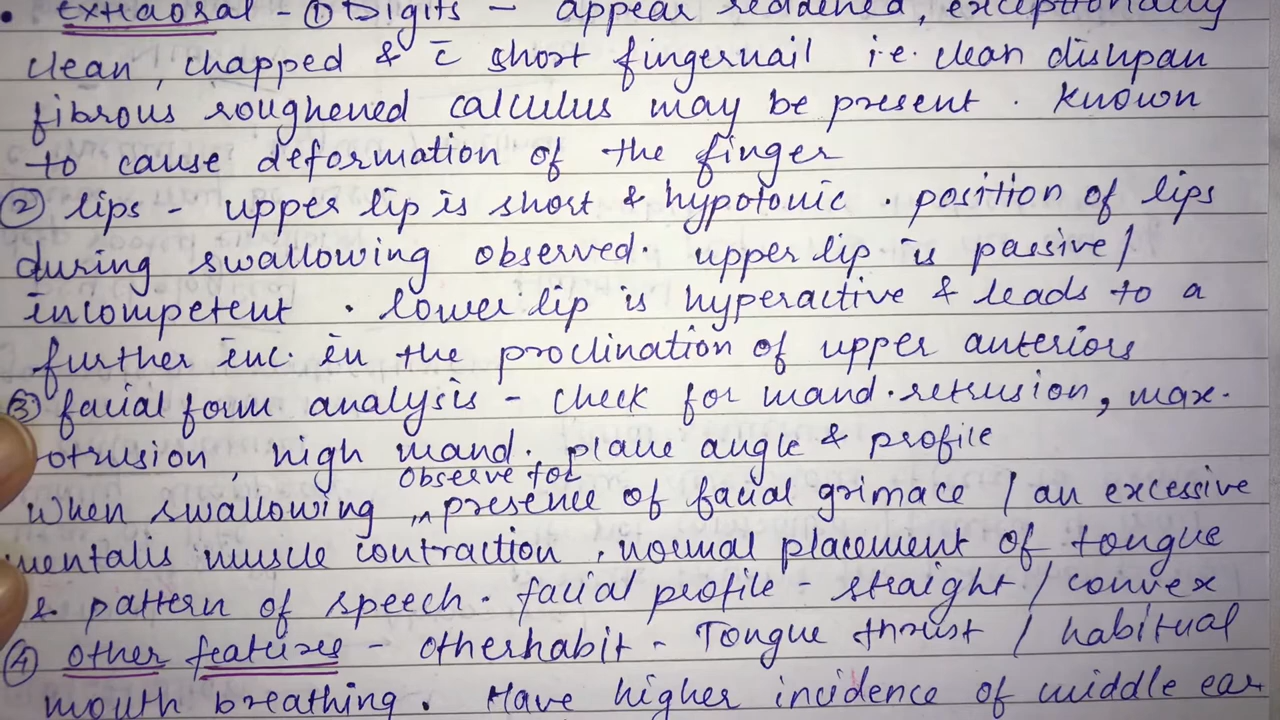 • Extraoral - ① Digits - appear reddened, exceptionally
clean, chapped & c̄ short fingernail i.e. clean dishpan
fibrous roughened calculus may be present. Known
to cause deformation of the finger
② lips - upper lip is short & hypotonic. position of lips
during swallowing observed. upper lip is passive/
incompetent. lower lip is hyperactive & leads to a
further inc. in the proclination of upper anteriors
③ facial form analysis - check for mand. retrusion, max.
otrusion, high mand. plane angle & profile
observe for
When swallowing, ^ presence of facial grimace / an excessive
mentalis muscle contraction, normal placement of tongue
& pattern of speech. facial profile - straight / convex
④ other features - otherhabit - Tongue thrust / habitual
mouth breathing. Have higher incidence of middle ear